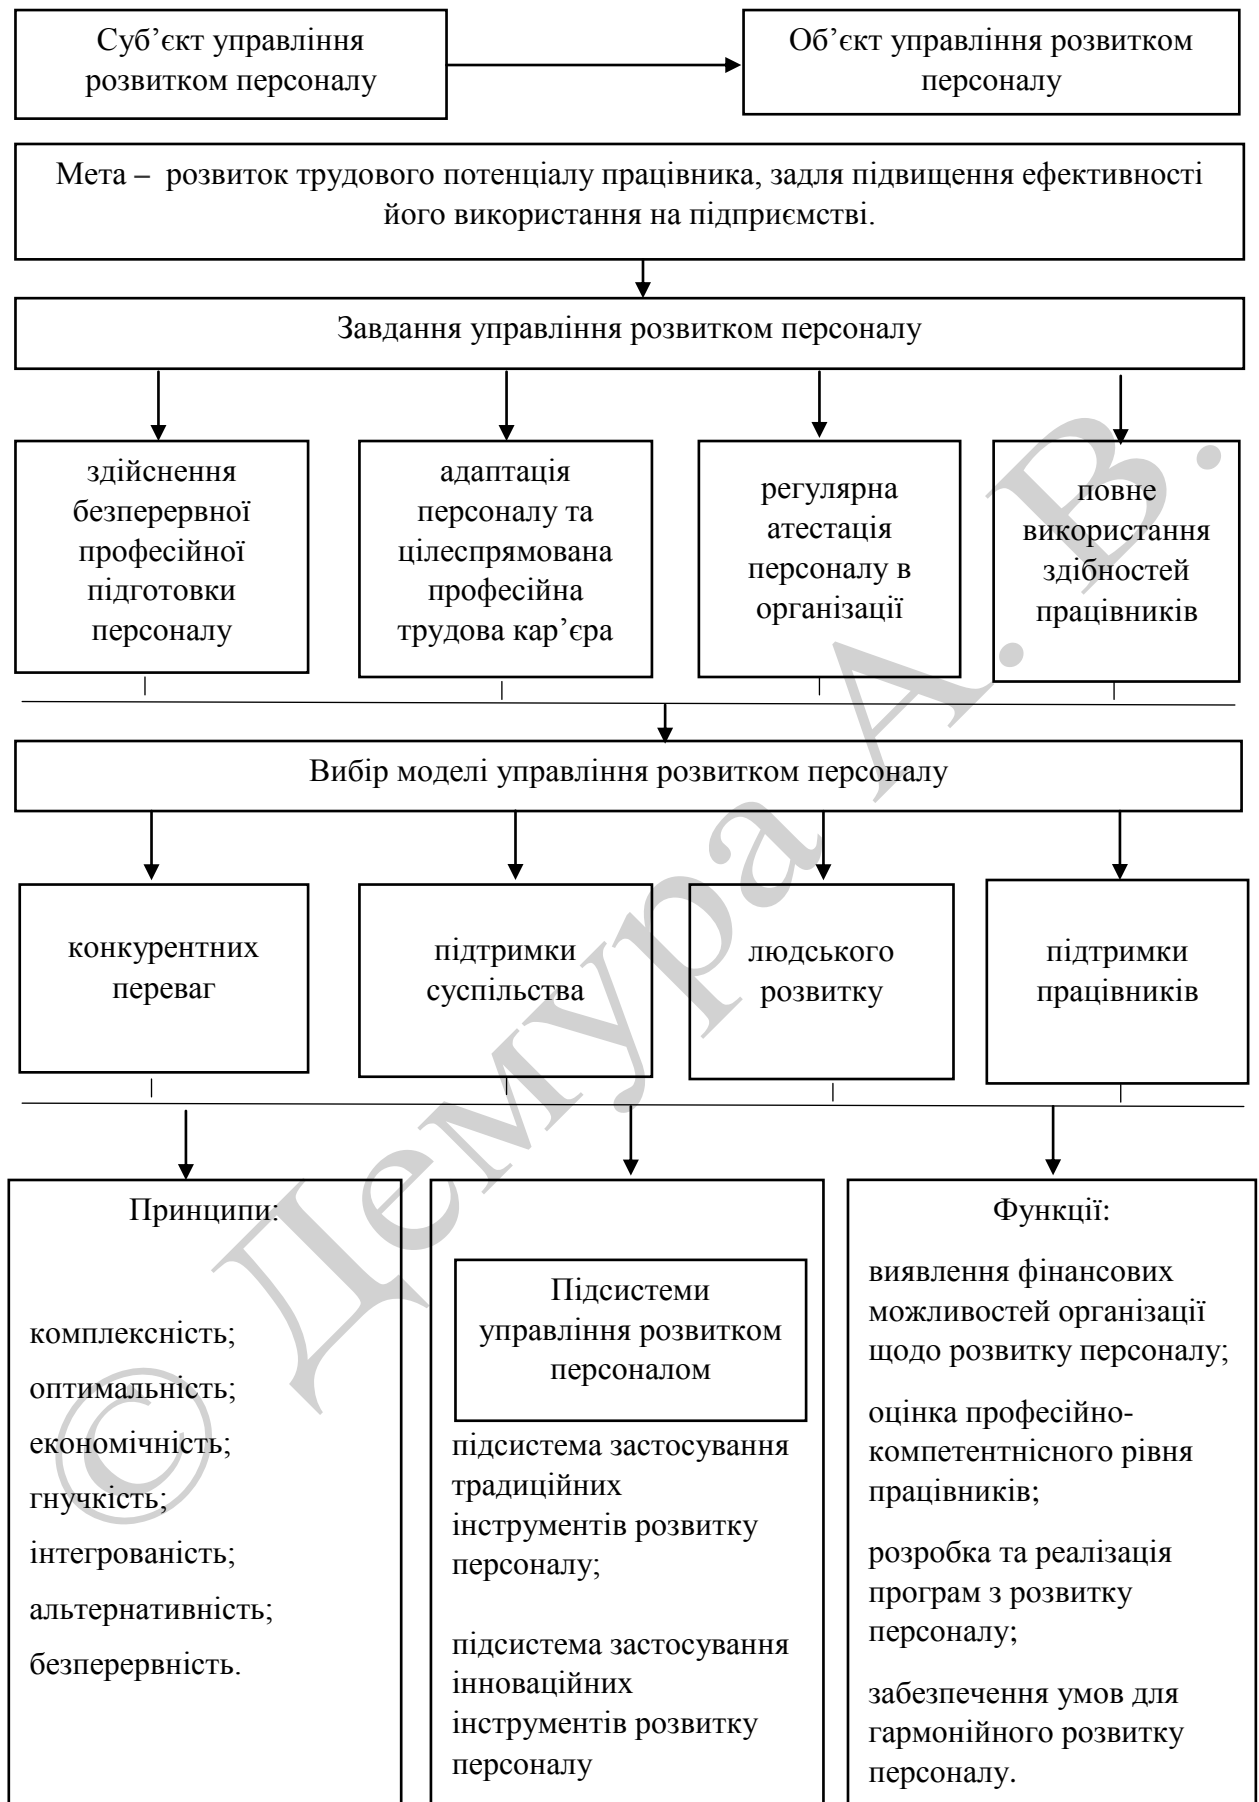 Суб’єкт управління
розвитком персоналу
Об’єкт управління розвитком
персоналу
Мета – розвиток трудового потенціалу працівника, задля підвищення ефективності
його використання на підприємстві.
Завдання управління розвитком персоналу
здійснення
безперервної
професійної
підготовки
персоналу
адаптація
персоналу та
цілеспрямована
професійна
трудова кар’єра
регулярна
атестація
персоналу в
організації
повне
використання
здібностей
працівників
Вибір моделі управління розвитком персоналу
конкурентних
переваг
підтримки
суспільства
людського
розвитку
підтримки
працівників
Принципи:
комплексність;
оптимальність;
економічність;
гнучкість;
інтегрованість;
альтернативність;
безперервність.
Підсистеми
управління розвитком
персоналом
підсистема застосування
традиційних
інструментів розвитку
персоналу;
підсистема застосування
інноваційних
інструментів розвитку
персоналу
Функції:
виявлення фінансових
можливостей організації
щодо розвитку персоналу;
оцінка професійно-
компетентнісного рівня
працівників;
розробка та реалізація
програм з розвитку
персоналу;
забезпечення умов для
гармонійного розвитку
персоналу.
© Демура А. В.